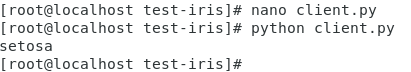 [root@localhost test-iris]# nano client.py
[root@localhost test-iris]# python client.py
setosa
[root@localhost test-iris]#